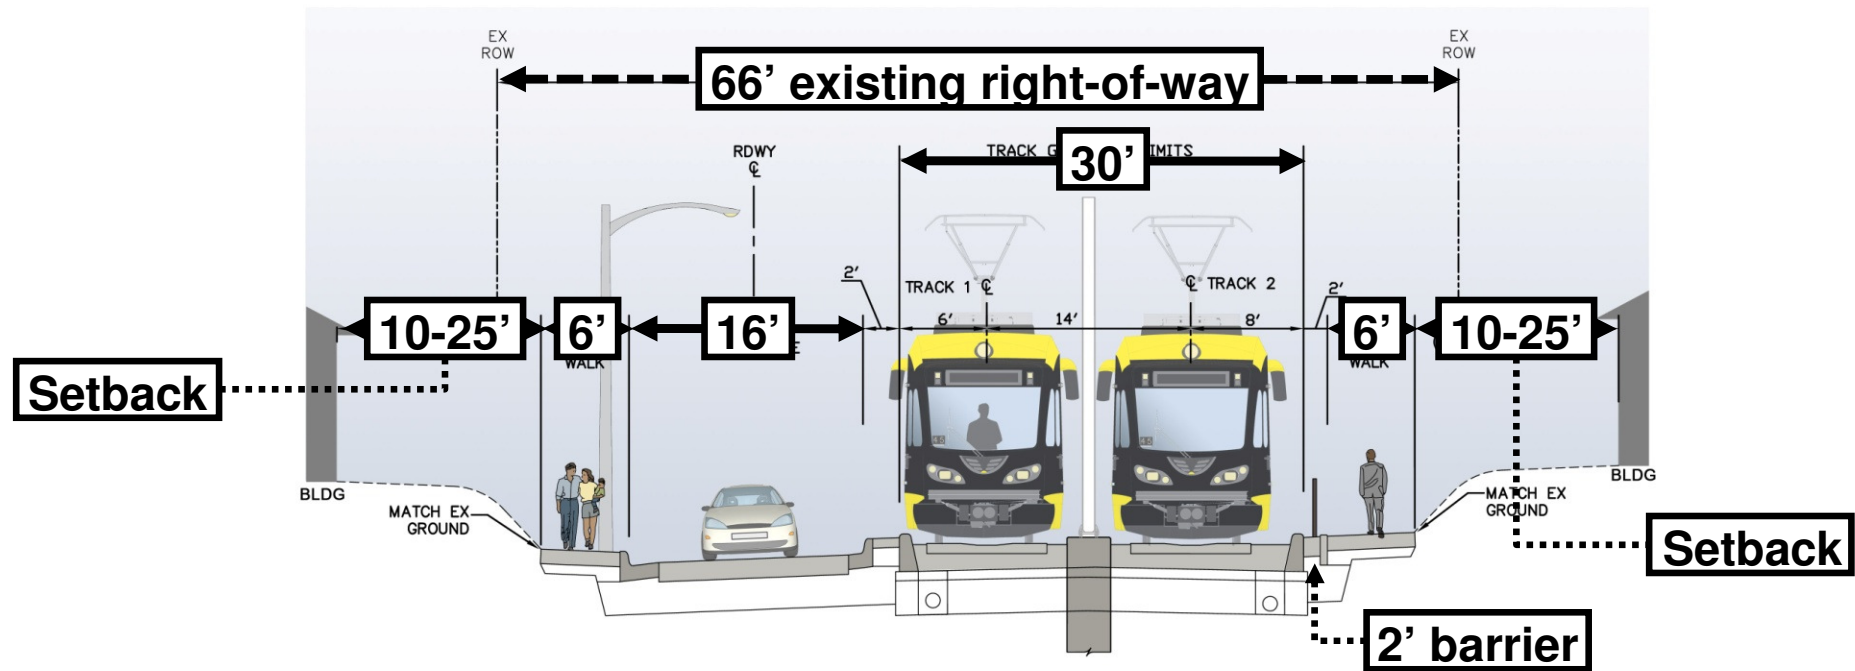 EX
ROW
EX
ROW
66’ existing right-of-way
RDWY
℄
TRACK G IMITS
30’
2’
TRACK 1 ℄
℄ TRACK 2
2’
10-25’
6’
16’
6’
14’
8’
6’
10-25’
E
WALK
WALK
Setback
BLDG
BLDG
MATCH EX
GROUND
MATCH EX
GROUND
Setback
2’ barrier